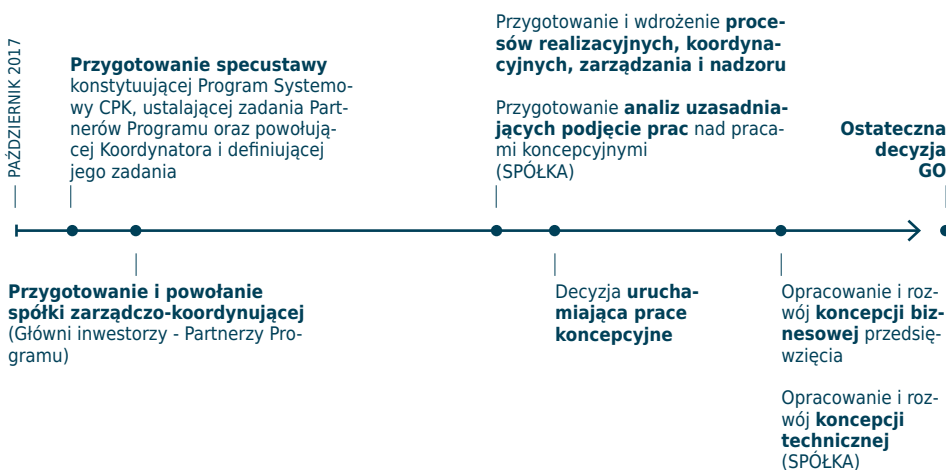 PAŹDZIERNIK 2017
Przygotowanie specustawy
konstytuującej Program Systemo-
wy CPK, ustalającej zadania Part-
nerów Programu oraz powołują-
cej Koordynatora i definiującej
jego zadania
Przygotowanie i wdrożenie proce-
sów realizacyjnych, koordyna-
cyjnych, zarządzania i nadzoru
Przygotowanie analiz uzasadnia-
jących podjęcie prac nad praca-
mi koncepcyjnymi
(SPÓŁKA)
Ostateczna
decyzja
GO
Przygotowanie i powołanie
spółki zarządczo-koordynującej
(Główni inwestorzy - Partnerzy Pro-
gramu)
Decyzja urucha-
miająca prace
koncepcyjne
Opracowanie i roz-
wój koncepcji biz-
nesowej przedsię-
wzięcia
Opracowanie i roz-
wój koncepcji
technicznej
(SPÓŁKA)